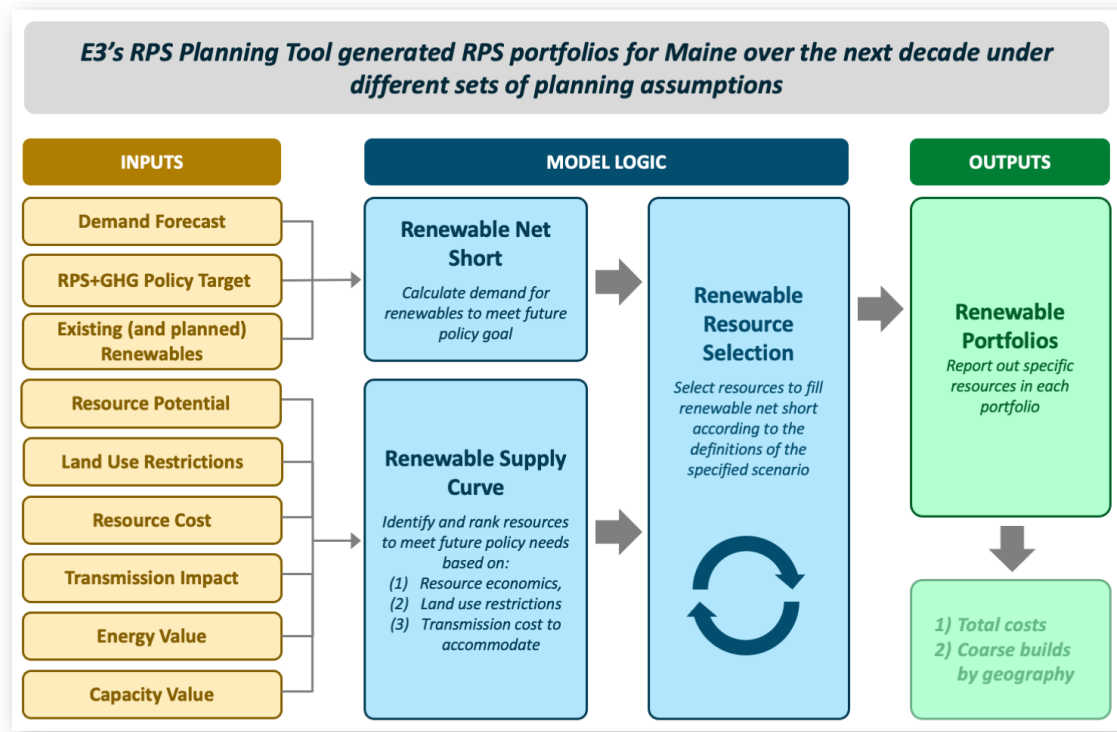 E3's RPS Planning Tool generated RPS portfolios for Maine over the next decade under
different sets of planning assumptions
INPUTS
Demand Forecast
RPS+GHG Policy Target
Existing (and planned)
Renewables
Resource Potential
Land Use Restrictions
Resource Cost
Transmission Impact
Energy Value
Capacity Value
MODEL LOGIC
Renewable Net
Short
Calculate demand for
renewables to meet future
policy goal
Renewable Supply
Curve
Identify and rank resources
to meet future policy needs
based on:
(1) Resource economics,
(2) Land use restrictions
(3) Transmission cost to
accommodate
Renewable
Resource
Selection
Select resources to fill
renewable net short
according to the
definitions of the
specified scenario
OUTPUTS
Renewable
Portfolios
Report out specific
resources in each
portfolio
1) Total costs
2) Coarse builds
by geography